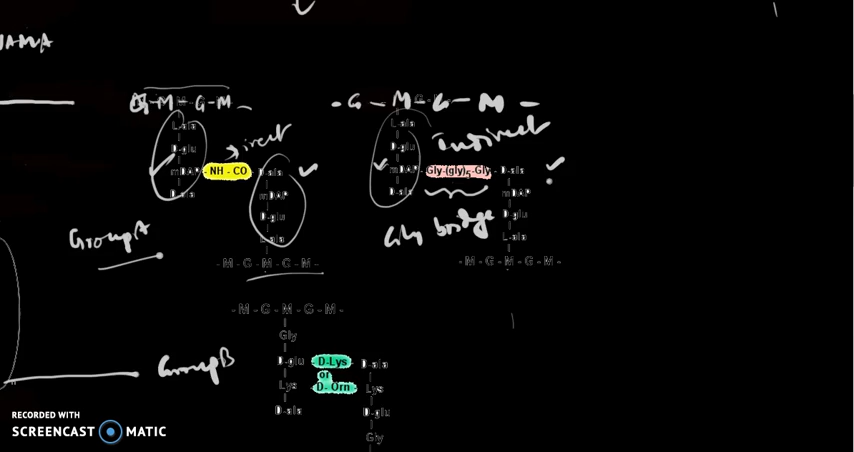 G-M-G-M-
-G-M-G-M-
L-ala
L-ala
D-glu
direct
D-glu
indirect
mDAP - NH - CO D-ala
mDAP - Gly-(gly)5-Gly - D-ala
D-ala
mDAP
D-ala
mDAP
D-glu
D-glu
Group A
L-ala
Gly bridge
L-ala
- M - G - M - G - M -
- M - G - M - G - M -
- M - G - M - G - M -
Gly
Group B
D-glu
D-Lys
D-ala
or
Lys
D- Orn
Lys
D-ala
D-glu
Gly
RECORDED WITH
SCREENCAST MATIC